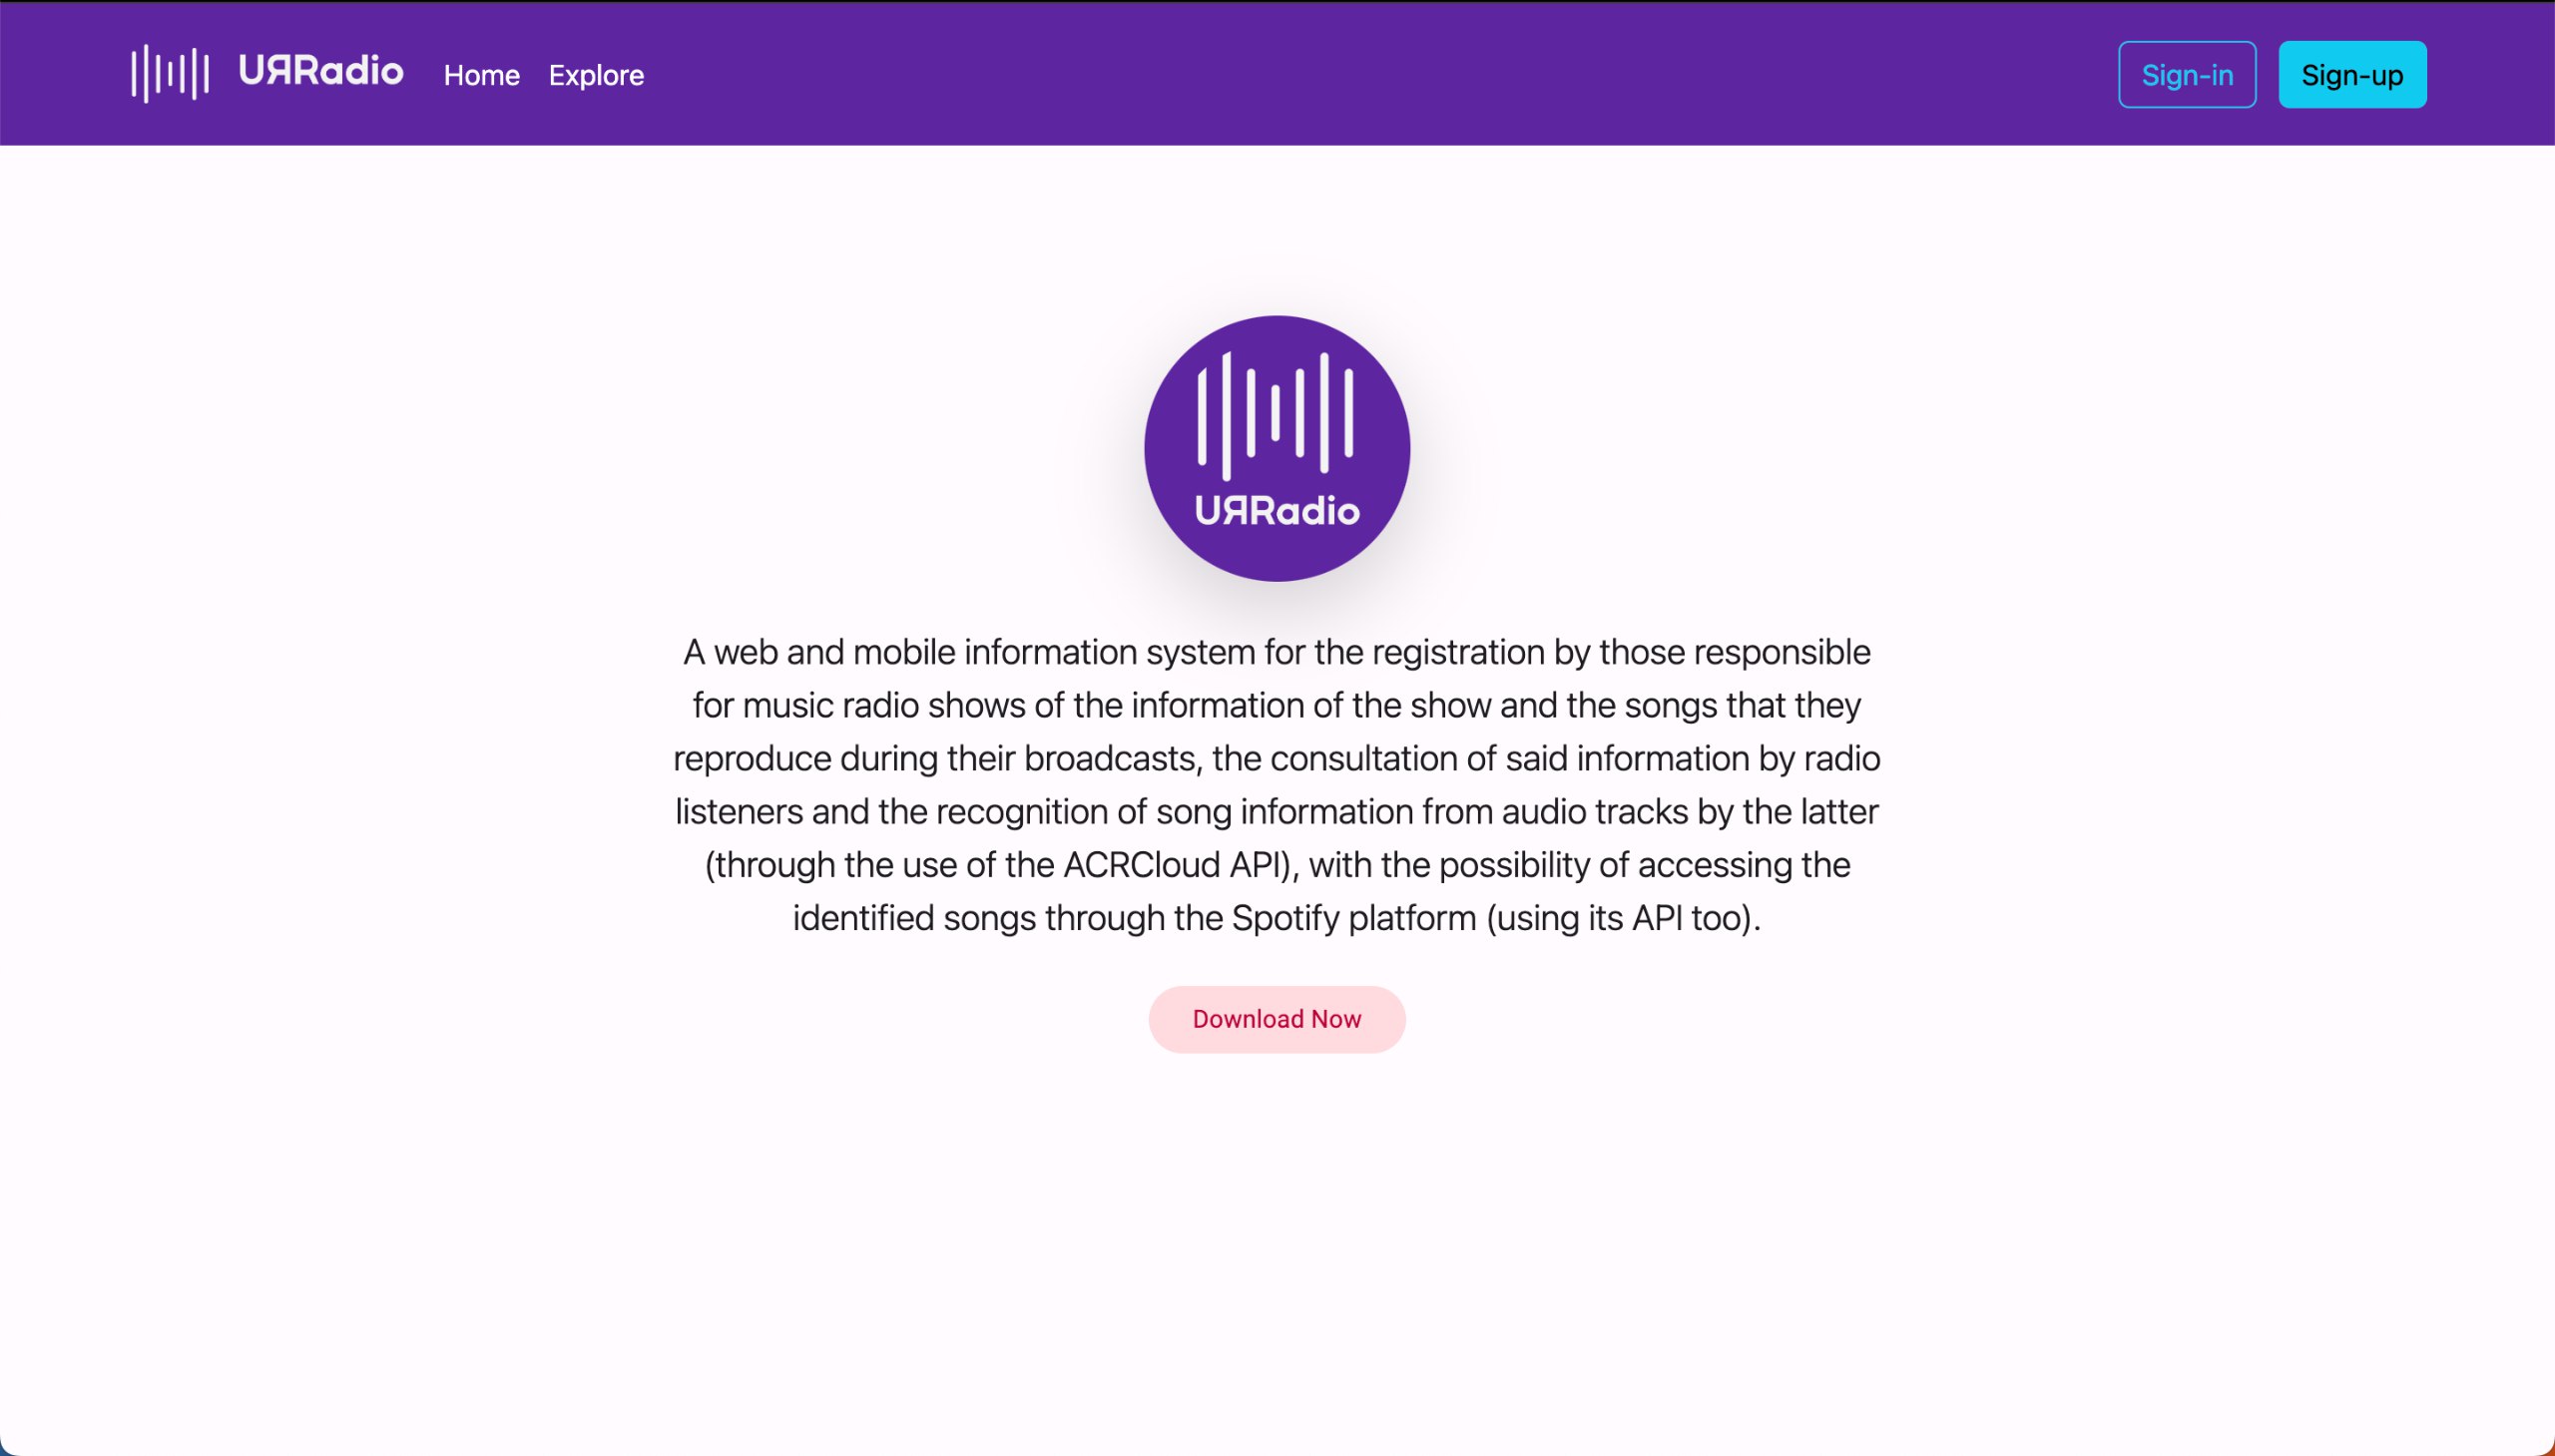 UЯRadio
Home Explore
Sign-in
Sign-up
UЯRadio
A web and mobile information system for the registration by those responsible
for music radio shows of the information of the show and the songs that they
reproduce during their broadcasts, the consultation of said information by radio
listeners and the recognition of song information from audio tracks by the latter
(through the use of the ACRCloud API), with the possibility of accessing the
identified songs through the Spotify platform (using its API too).
Download Now